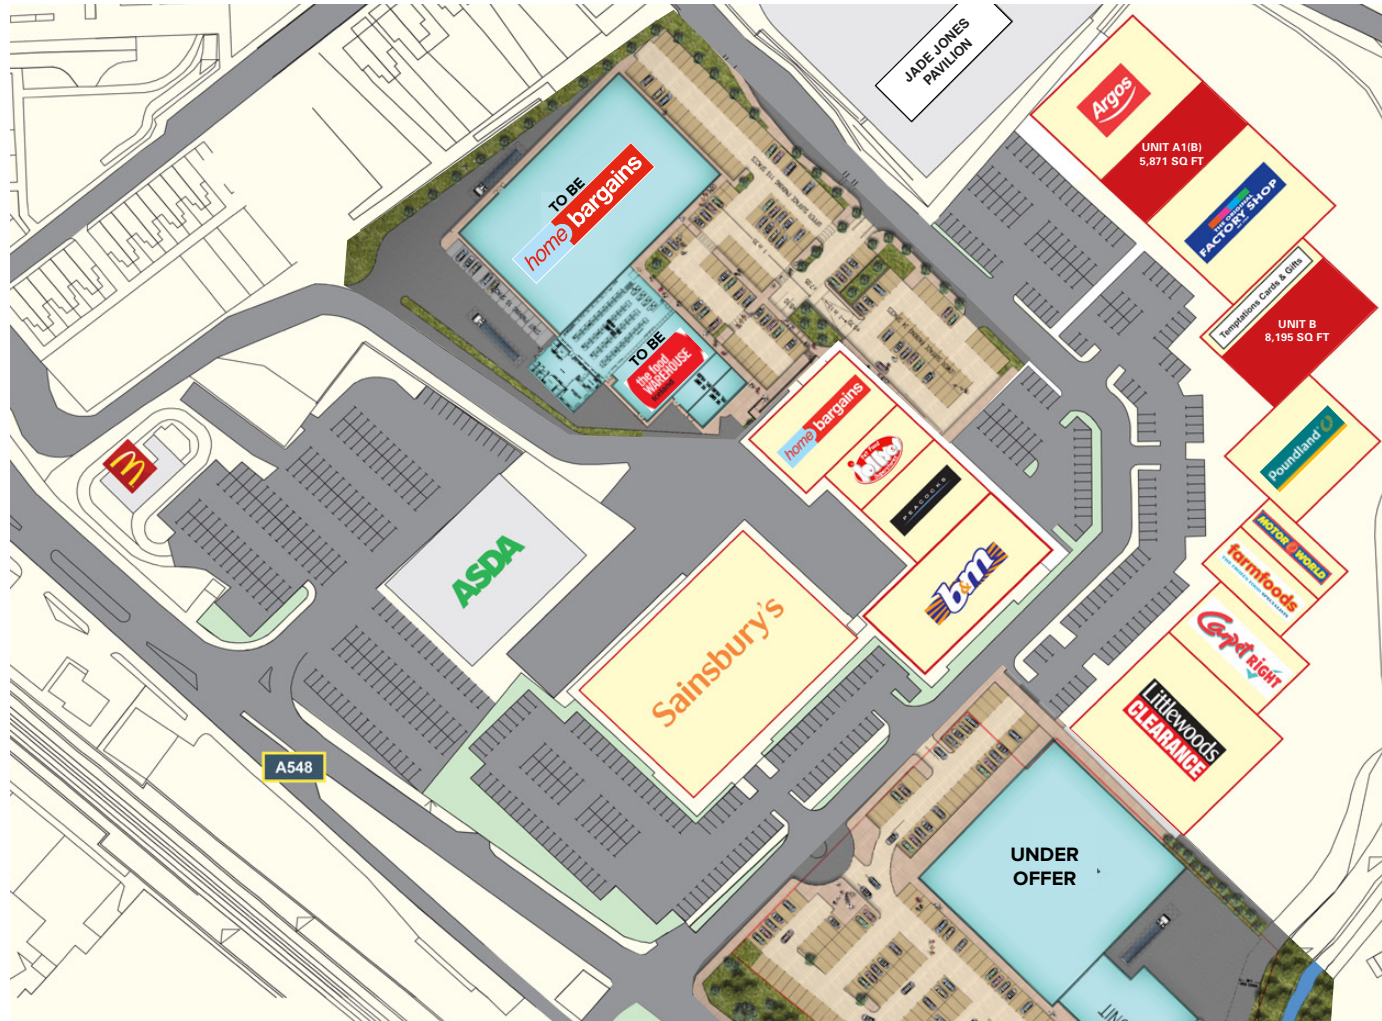 JADE JONES
PAVILION
Argos
UNIT A1(B)
5,871 SQ FT
THE ORIGINAL
FACTORY SHOP
Temptations Cards & Gifts
UNIT B
8,195 SQ FT
TO BE
home bargains
TO BE
the food
WAREHOUSE
home bargains
PEACOCKS
b&m
Poundland
MOTOR WORLD
farmfoods
Carpet RIGHT
Littlewoods
CLEARANCE
ASDA
Sainsbury's
A548
UNDER
OFFER
UNIT